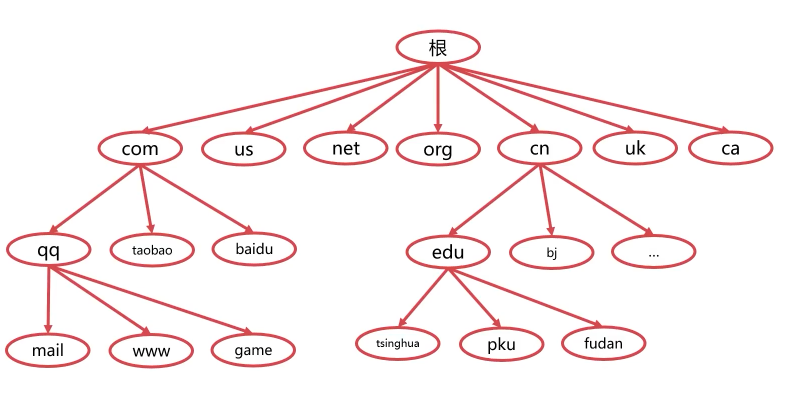 根
com
us
net
org
cn
uk
ca
qq
taobao
baidu
edu
bj
...
mail
www
game
tsinghua
pku
fudan